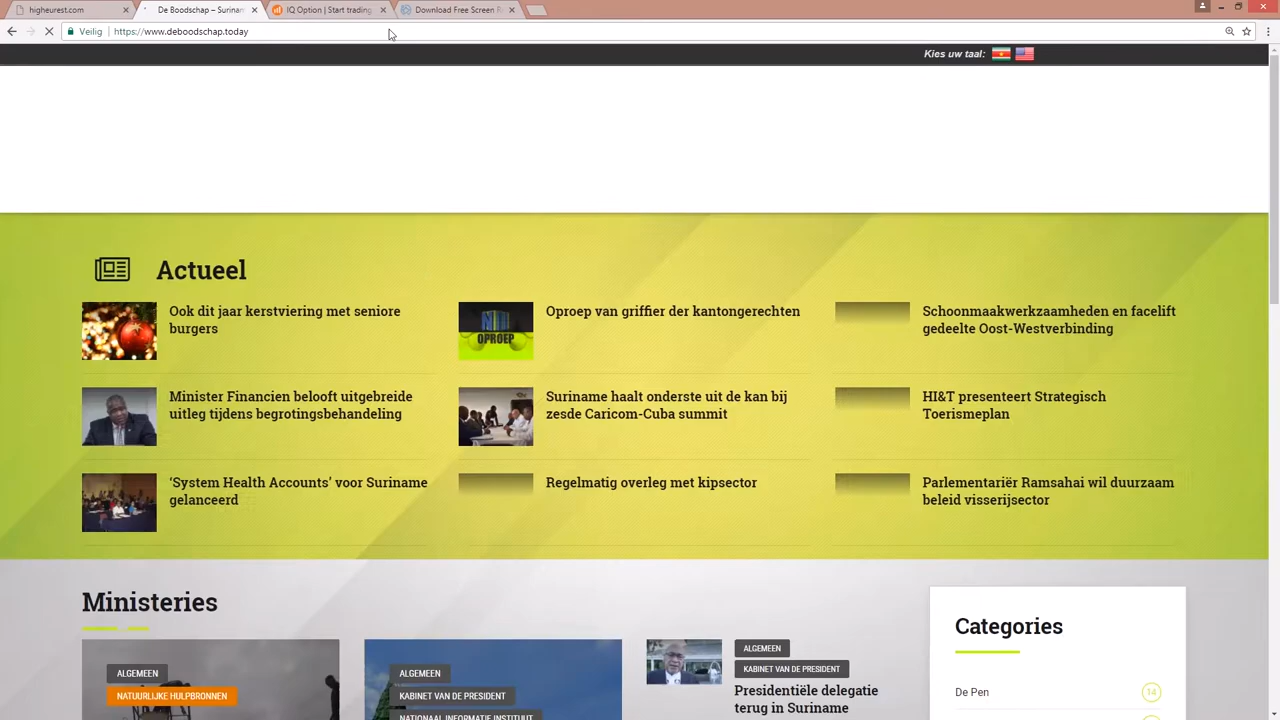 higheurest.com
De Boodschap – Surinam
IQ Option | Start trading
Download Free Screen R
Veilig
https://www.deboodschap.today
Kies uw taal:
Actueel
Ook dit jaar kerstviering met seniore
burgers
Oproep van griffier der kantongerechten
Schoonmaakwerkzaamheden en facelift
gedeelte Oost-Westverbinding
OPROEP
Minister Financien belooft uitgebreide
uitleg tijdens begrotingsbehandeling
Suriname haalt onderste uit de kan bij
zesde Caricom-Cuba summit
HI&T presenteert Strategisch
Toerismeplan
‘System Health Accounts’ voor Suriname
gelanceerd
Regelmatig overleg met kipsector
Parlementariër Ramsahai wil duurzaam
beleid visserijsector
Ministeries
ALGEMEEN
NATUURLIJKE HULPBRONNEN
ALGEMEEN
KABINET VAN DE PRESIDENT
NATIONAAL INFORMATIE INSTITUUT
ALGEMEEN
KABINET VAN DE PRESIDENT
Presidentiële delegatie
terug in Suriname
Categories
De Pen
14